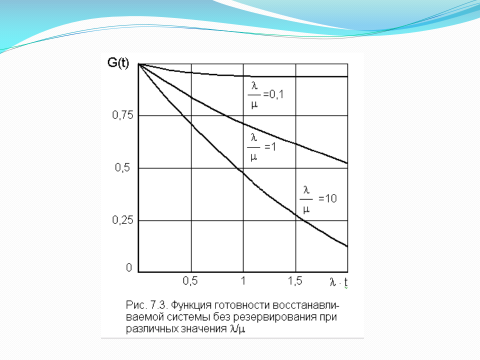 G(t)
λ/μ =0,1
0,75
λ/μ =1
0,5
λ/μ =10
0,25
0
0,5 1 1,5 λ · t
Рис. 7.3. Функция готовности восстанавли-
ваемой системы без резервирования при
различных значения λ/μ